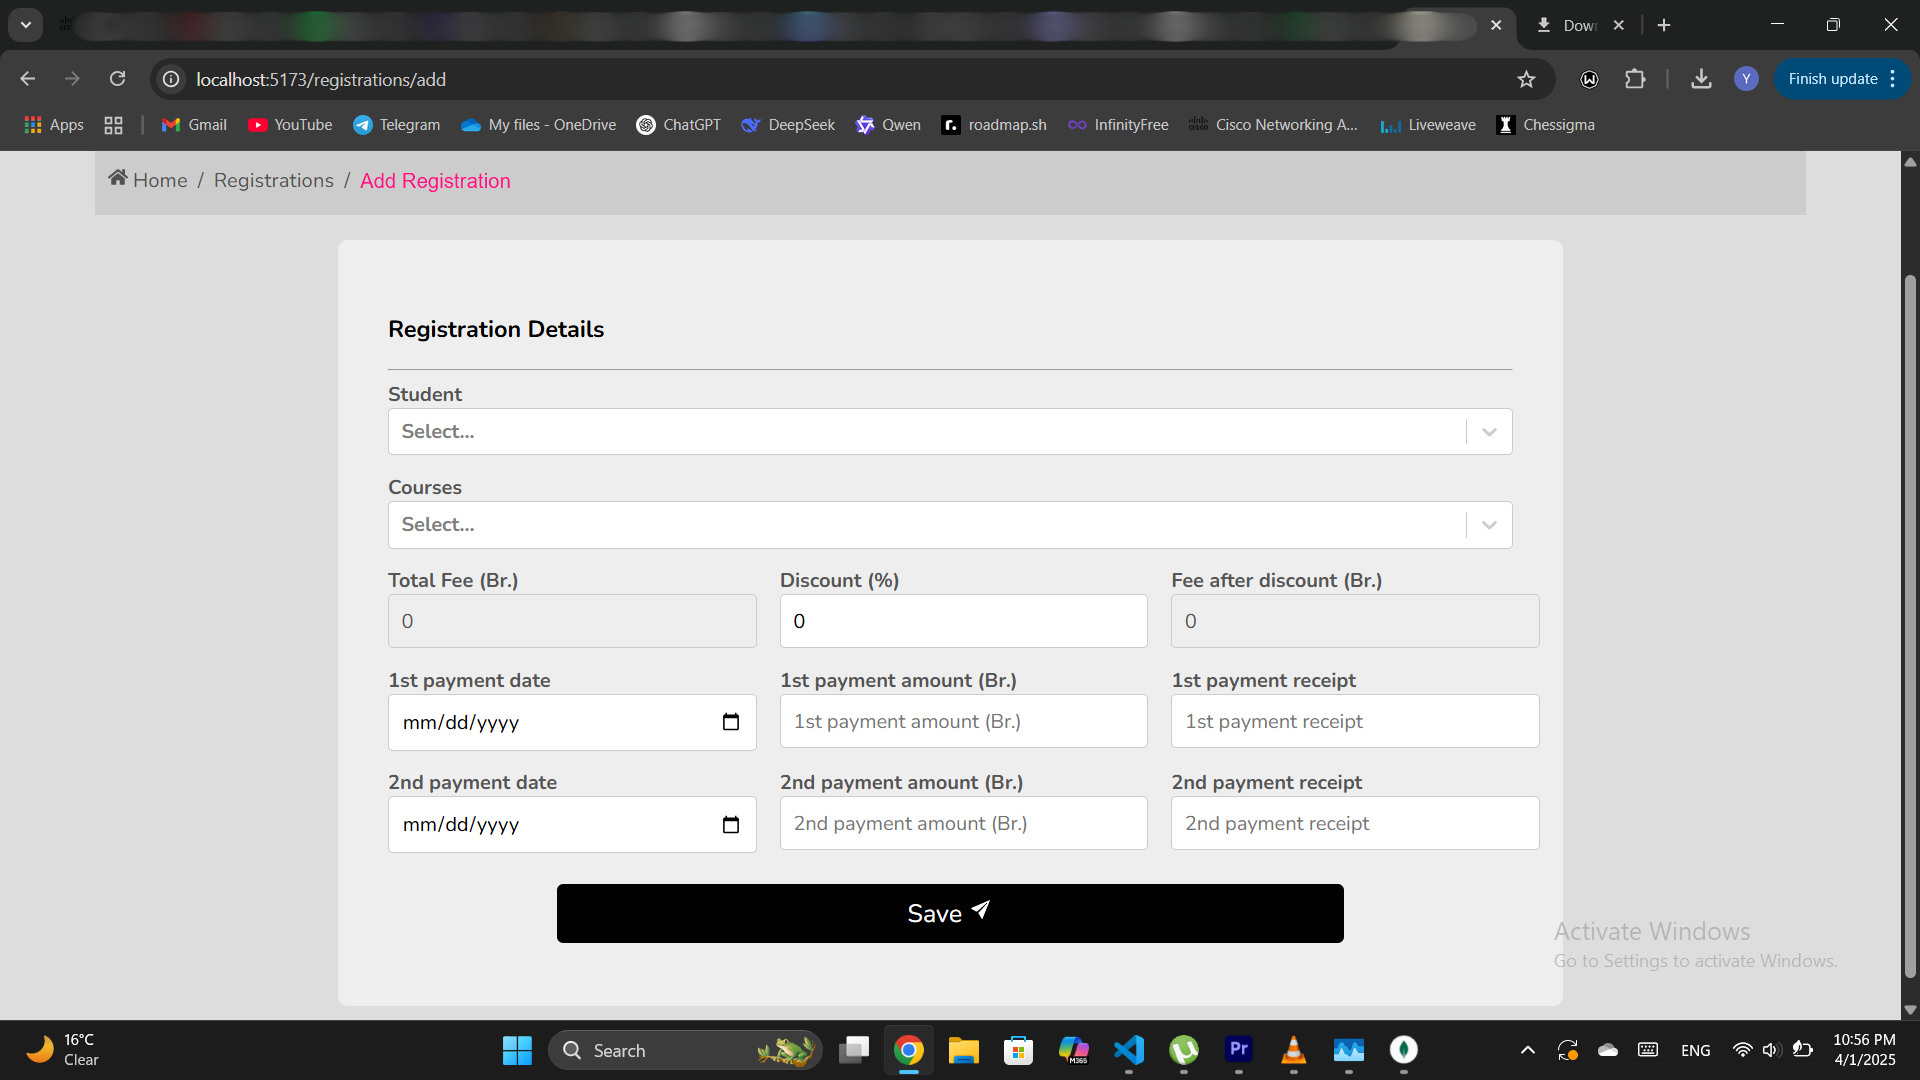 Dow
localhost:5173/registrations/add
Y
Finish update
Apps
Gmail
YouTube
Telegram
My files - OneDrive
ChatGPT
DeepSeek
Qwen
roadmap.sh
InfinityFree
Cisco Networking A...
Liveweave
Chessigma
Home / Registrations / Add Registration
Registration Details
Student
Select...
Courses
Select...
Total Fee (Br.)
Discount (%)
Fee after discount (Br.)
0
0
0
1st payment date
1st payment amount (Br.)
1st payment receipt
mm/dd/yyyy
1st payment amount (Br.)
1st payment receipt
2nd payment date
2nd payment amount (Br.)
2nd payment receipt
mm/dd/yyyy
2nd payment amount (Br.)
2nd payment receipt
Save
Activate Windows
Go to Settings to activate Windows.
16°C
Clear
Search
M365
Pr
ENG
10:56 PM
4/1/2025